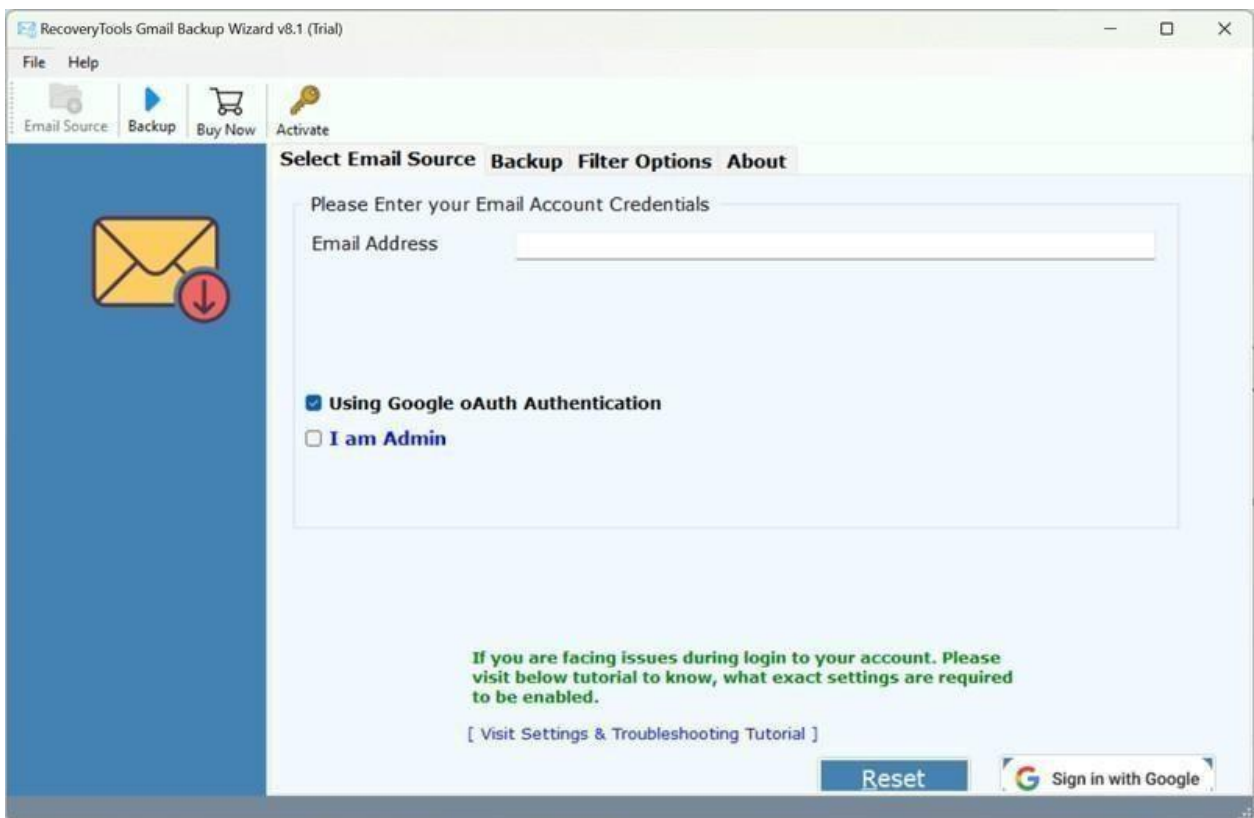 RecoveryTools Gmail Backup Wizard v8.1 (Trial)
File Help
Email Source Backup Buy Now Activate
Select Email Source Backup Filter Options About
Please Enter your Email Account Credentials
Email Address
Using Google oAuth Authentication
I am Admin
If you are facing issues during login to your account. Please
visit below tutorial to know, what exact settings are required
to be enabled.
[ Visit Settings & Troubleshooting Tutorial ]
Reset Sign in with Google